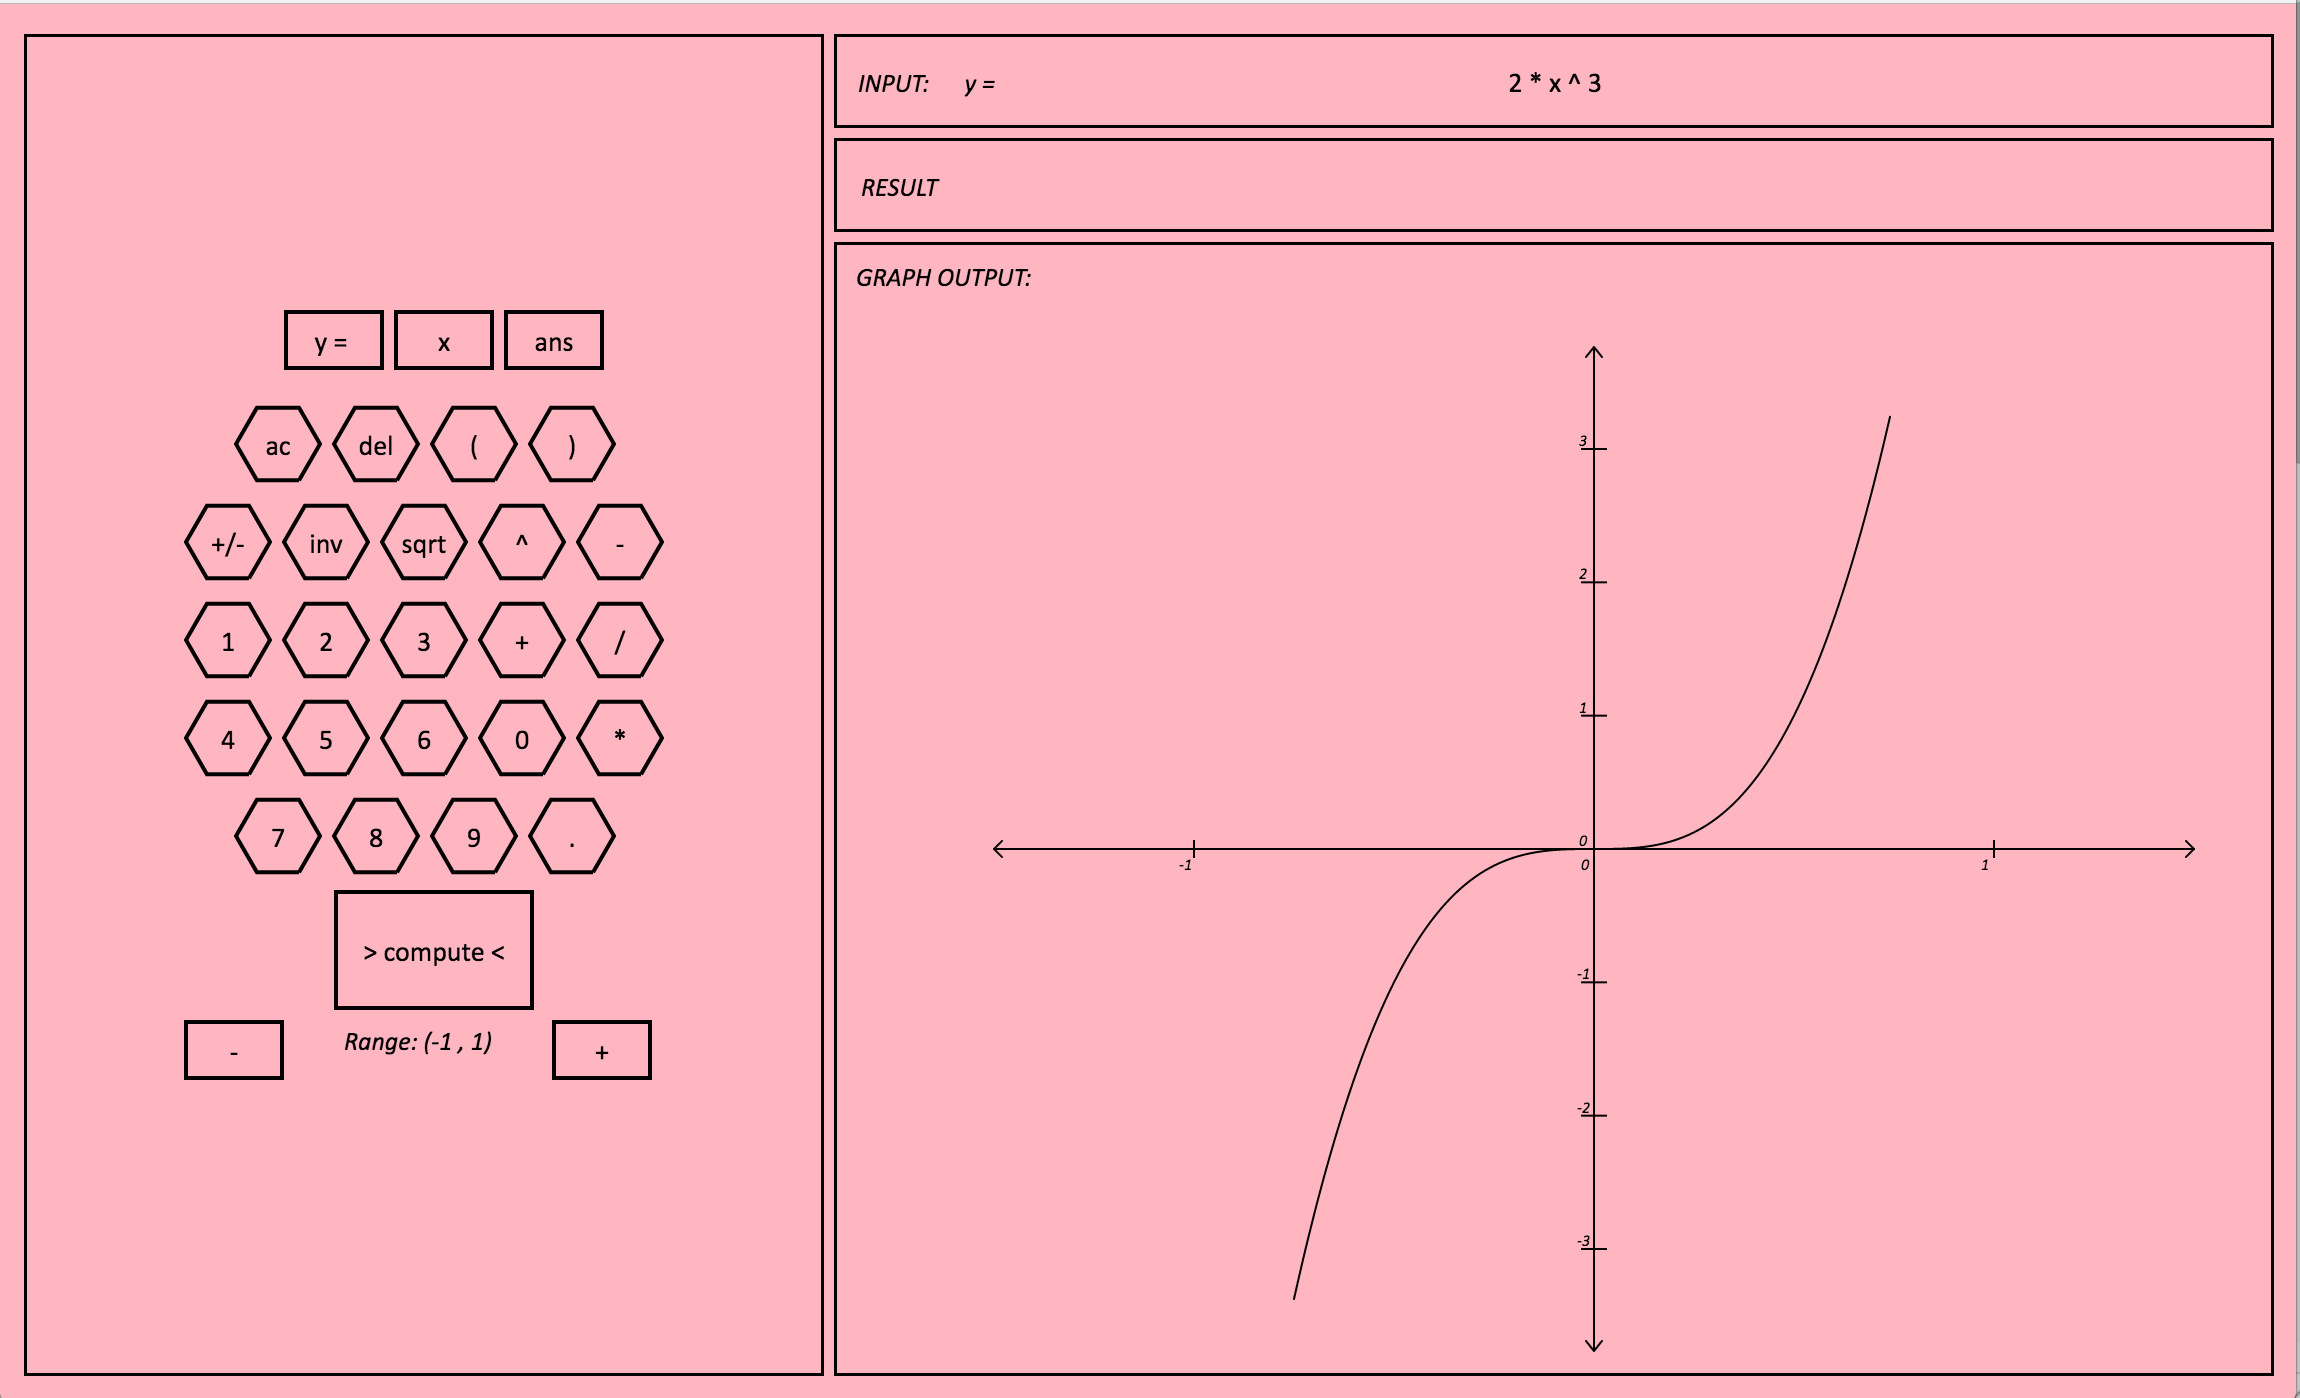 y =  x  ans
ac  del  (  )
+/-  inv  sqrt  ^  -
1  2  3  +  /
4  5  6  0  *
7  8  9  .
> compute <
-  Range: (-1 , 1)  +
INPUT:  y =  2 * x ^ 3
RESULT
GRAPH OUTPUT:
3
2
1
0
-1  0  1
-1
-2
-3